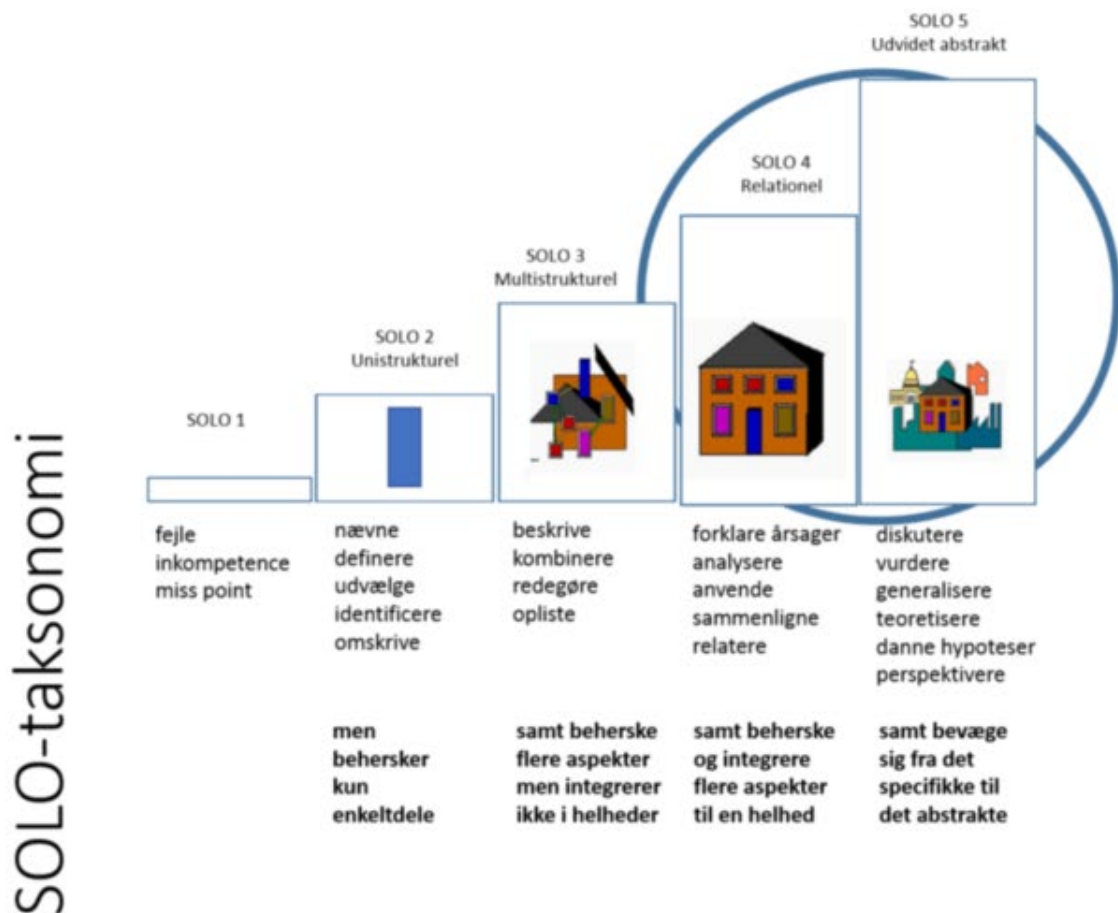 SOLO-taksonomi
SOLO 1
fejle
inkompetence
miss point
SOLO 2
Unistrukturel
nævne
definere
udvælge
identificere
omskrive
men
behersker
kun
enkeltdele
SOLO 3
Multistrukturel
beskrive
kombinere
redegøre
opliste
samt beherske
flere aspekter
men integrerer
ikke i helheder
SOLO 4
Relationel
forklare årsager
analysere
anvende
sammenligne
relatere
samt beherske
og integrere
flere aspekter
til en helhed
SOLO 5
Udvidet abstrakt
diskutere
vurdere
generalisere
teoretisere
danne hypoteser
perspektivere
samt bevæge
sig fra det
specifikke til
det abstrakte